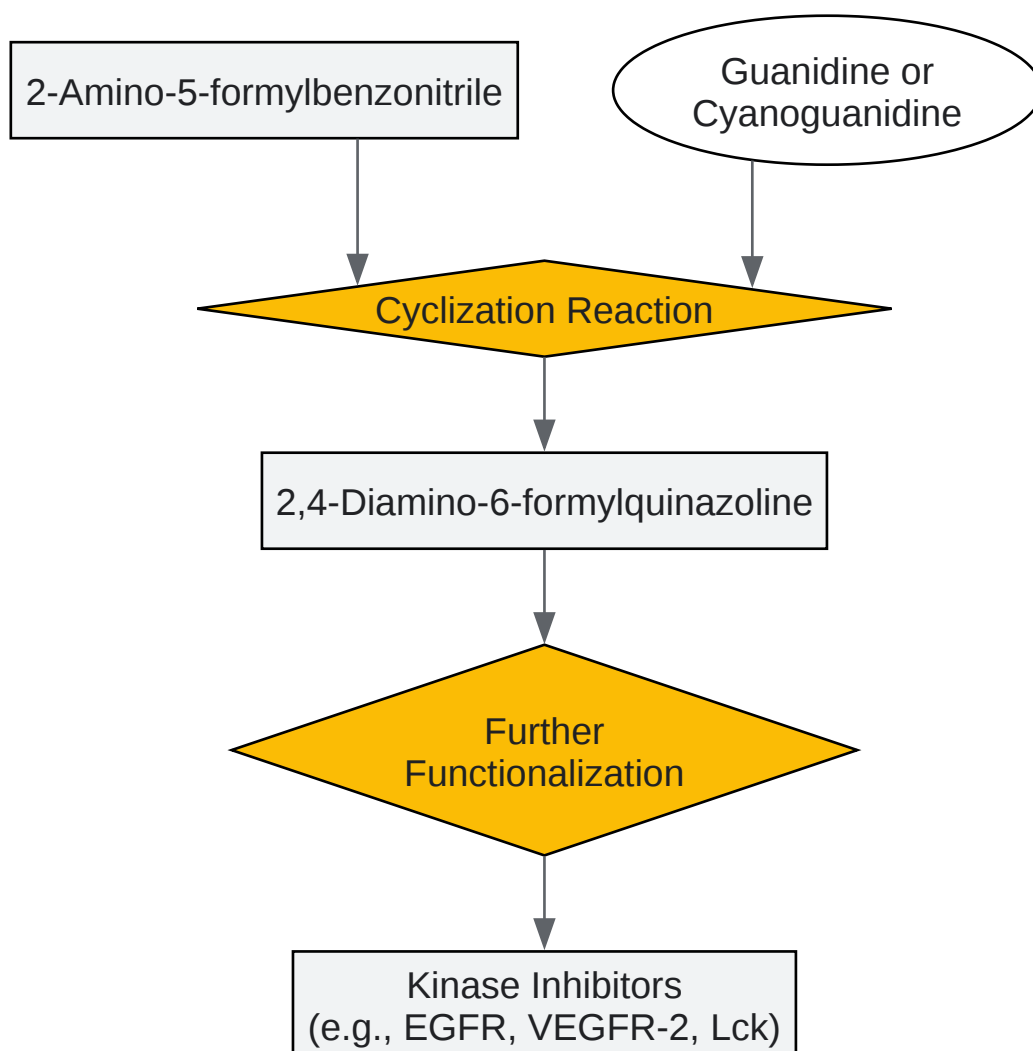 2-Amino-5-formylbenzonitrile
Guanidine or
Cyanoguanidine
Cyclization Reaction
2,4-Diamino-6-formylquinazoline
Further
Functionalization
Kinase Inhibitors
(e.g., EGFR, VEGFR-2, Lck)